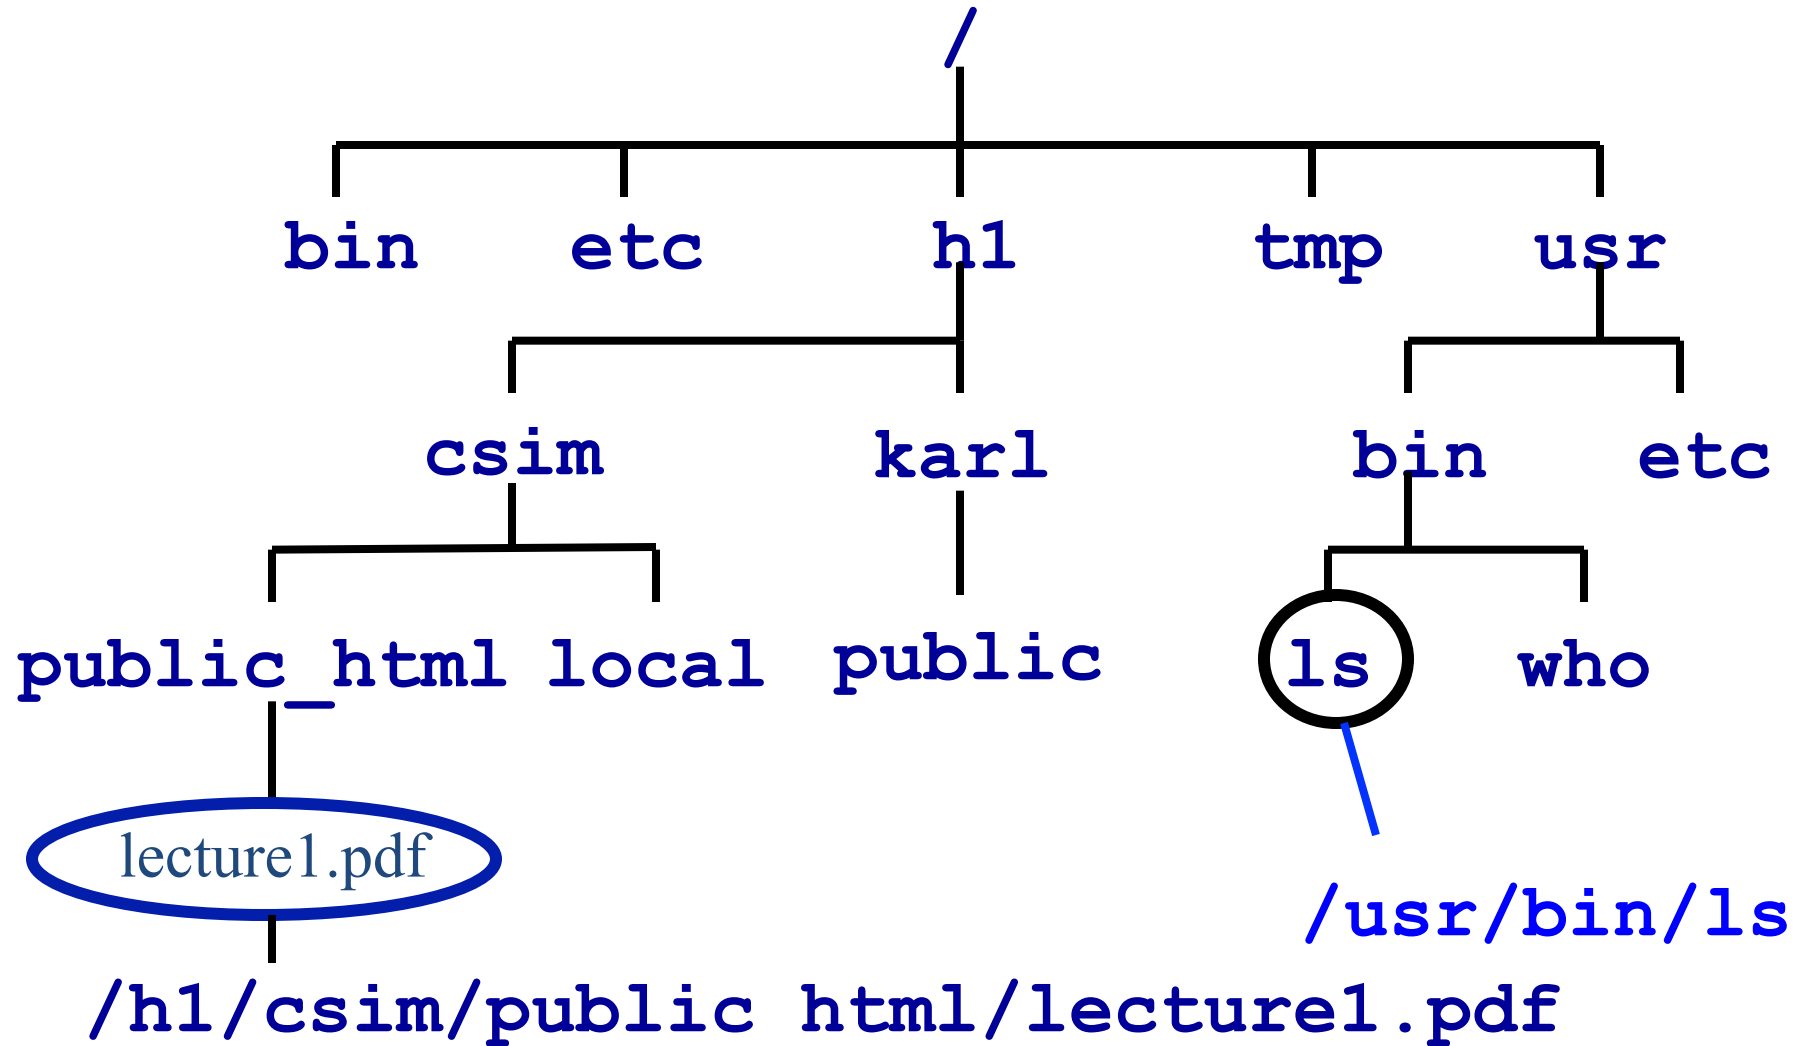 /
bin etc h1 tmp usr
csim karl bin etc
public_html local public ls who
lecture1.pdf
/usr/bin/ls
/h1/csim/public html/lecture1.pdf